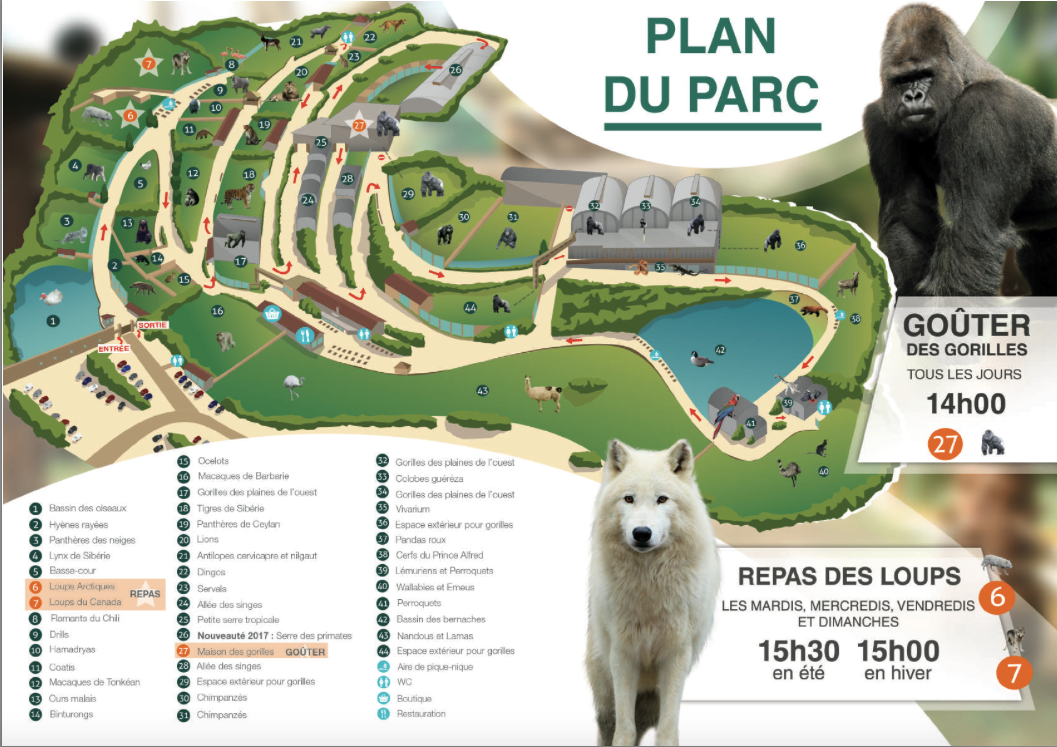 PLAN
DU PARC
SORTIE
ENTRÉE
GOÛTER
DES GORILLES
TOUS LES JOURS
14h00
27
REPAS DES LOUPS
LES MARDIS, MERCREDIS, VENDREDIS
ET DIMANCHES
15h30 15h00
en été en hiver
6
7
1 Bassin des oiseaux
2 Hyènes rayées
3 Panthères des neiges
4 Lynx de Sibérie
5 Basse-cour
6 Loups Arctiques
REPAS
7 Loups du Canada
8 Flamants du Chili
9 Drills
10 Hamadryas
11 Coatis
12 Macaques de Tonkéan
13 Ours malais
14 Binturongs
15 Ocelots
16 Macaques de Barbarie
17 Gorilles des plaines de l'ouest
18 Tigres de Sibérie
19 Panthères de Ceylan
20 Lions
21 Antilopes cervicapre et nilgaut
22 Dingos
23 Servals
24 Allée des singes
25 Petite serre tropicale
26 Nouveauté 2017 : Serre des primates
27 Maison des gorilles GOÛTER
28 Allée des singes
29 Espace extérieur pour gorilles
30 Chimpanzés
31 Chimpanzés
32 Gorilles des plaines de l'ouest
33 Colobes guéréza
34 Gorilles des plaines de l'ouest
35 Vivarium
36 Espace extérieur pour gorilles
37 Pandas roux
38 Cerfs du Prince Alfred
39 Lémuriens et Perroquets
40 Wallabies et Emeus
41 Perroquets
42 Bassin des bernaches
43 Nandous et Lamas
44 Espace extérieur pour gorilles
Aire de pique-nique
WC
Boutique
Restauration